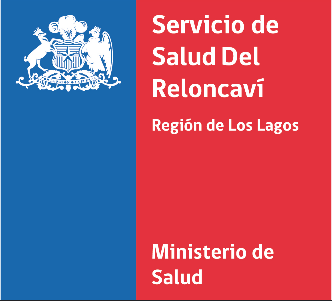 Servicio de
Salud Del
Reloncaví
Región de Los Lagos
Ministerio de
Salud